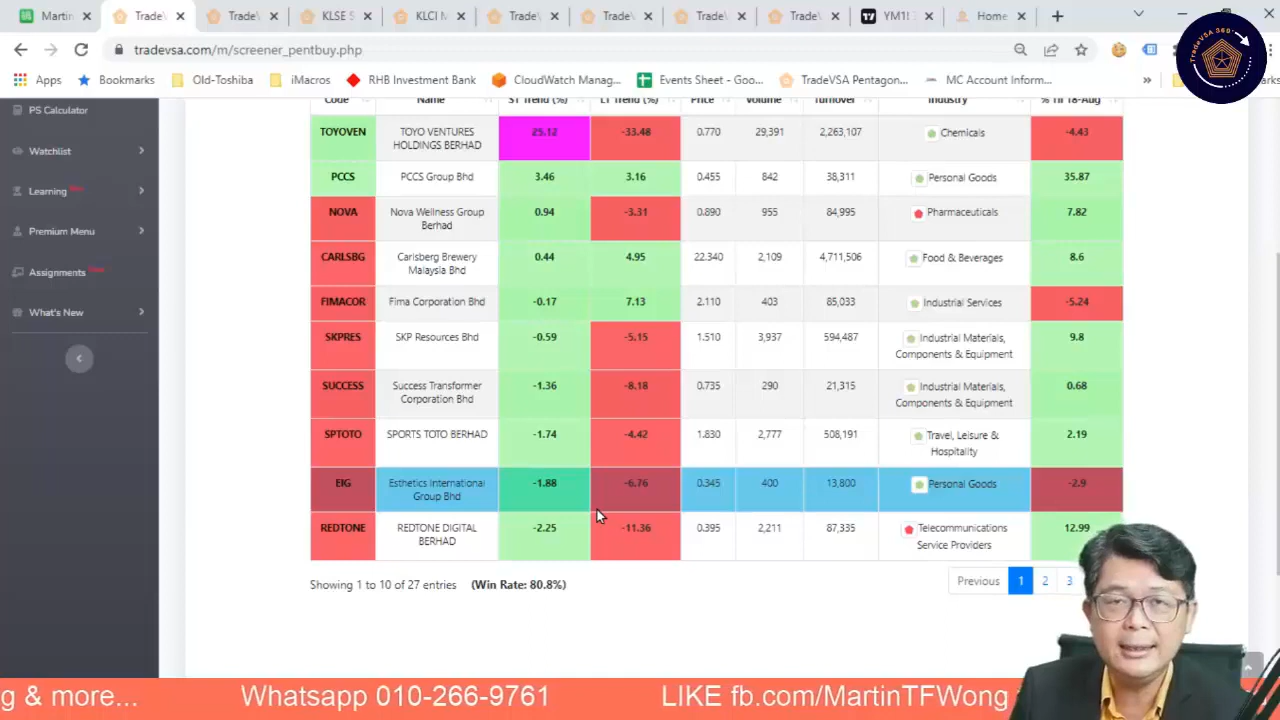 Martin
TradeV
TradeV
KLSE S
KLCI M
TradeV
TradeV
TradeV
TradeV
YM1!
Home
tradevsa.com/m/screener_pentbuy.php
TRADEVSA 360°
Apps
Bookmarks
Old-Toshiba
iMacros
RHB Investment Bank
CloudWatch Manag...
Events Sheet - Goo...
TradeVSA Pentagon...
MC Account Inform...
»
PS Calculator
Watchlist
Learning
Premium Menu
Assignments
What's New
Code Name ST Trend (%) LT Trend (%) Price Volume Turnover Industry % Til 18-Aug
TOYOVEN TOYO VENTURES HOLDINGS BERHAD 25.12 -33.48 0.770 29,391 2,263,107 Chemicals -4.43
PCCS PCCS Group Bhd 3.46 3.16 0.455 842 38,311 Personal Goods 35.87
NOVA Nova Wellness Group Berhad 0.94 -3.31 0.890 955 84,995 Pharmaceuticals 7.82
CARLSBG Carlsberg Brewery Malaysia Bhd 0.44 4.95 22.340 2,109 4,711,506 Food & Beverages 8.6
FIMACOR Fima Corporation Bhd -0.17 7.13 2.110 403 85,033 Industrial Services -5.24
SKPRES SKP Resources Bhd -0.59 -5.15 1.510 3,937 594,487 Industrial Materials, Components & Equipment 9.8
SUCCESS Success Transformer Corporation Bhd -1.36 -8.18 0.735 290 21,315 Industrial Materials, Components & Equipment 0.68
SPTOTO SPORTS TOTO BERHAD -1.74 -4.42 1.830 2,777 508,191 Travel, Leisure & Hospitality 2.19
EIG Esthetics International Group Bhd -1.88 -6.76 0.345 400 13,800 Personal Goods -2.9
REDTONE REDTONE DIGITAL BERHAD -2.25 -11.36 0.395 2,211 87,335 Telecommunications Service Providers 12.99
Showing 1 to 10 of 27 entries (Win Rate: 80.8%)
Previous 1 2 3
g & more... Whatsapp 010-266-9761 LIKE fb.com/MartinTFWong